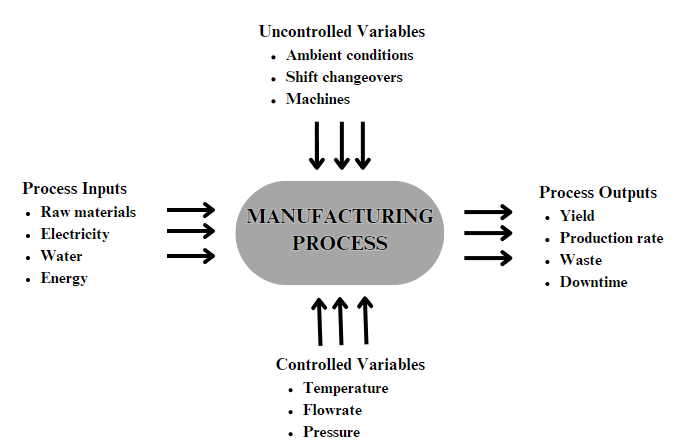 Uncontrolled Variables
• Ambient conditions
• Shift changeovers
• Machines
Process Inputs
• Raw materials
• Electricity
• Water
• Energy
MANUFACTURING
PROCESS
Process Outputs
• Yield
• Production rate
• Waste
• Downtime
Controlled Variables
• Temperature
• Flowrate
• Pressure